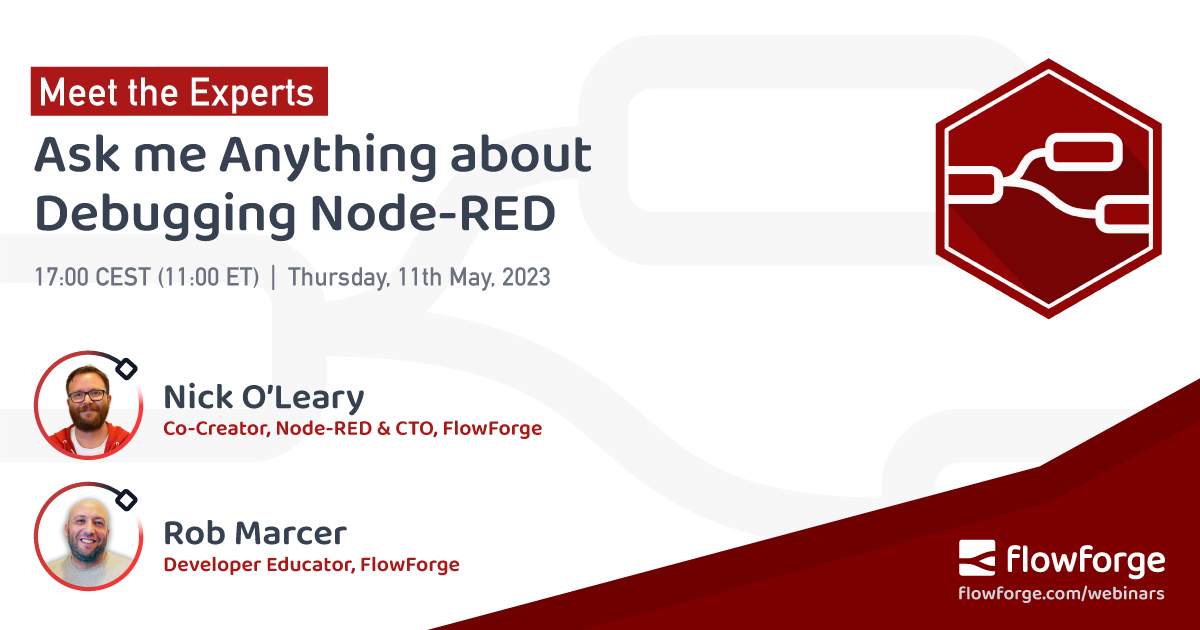 Meet the Experts
Ask me Anything about
Debugging Node-RED
17:00 CEST (11:00 ET) | Thursday, 11th May, 2023
Nick O'Leary
Co-Creator, Node-RED & CTO, FlowForge
Rob Marcer
Developer Educator, FlowForge
flowforge
flowforge.com/webinars